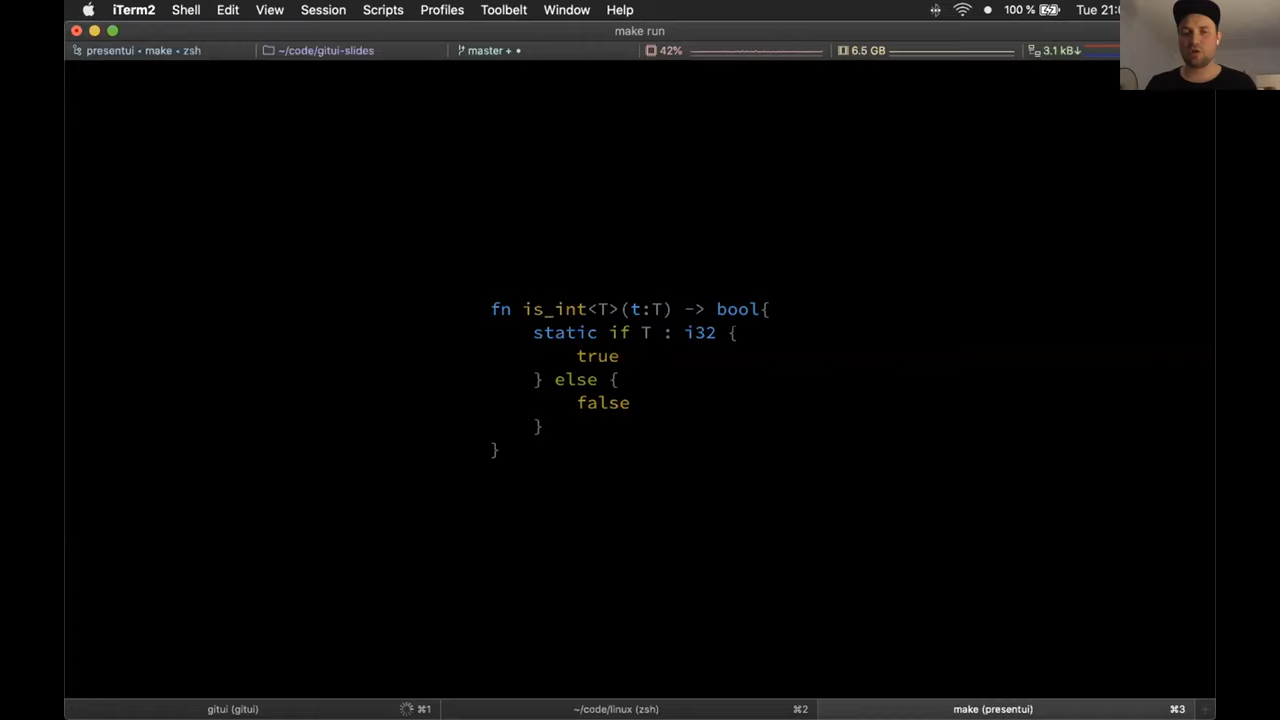 iTerm2 Shell Edit View Session Scripts Profiles Toolbelt Window Help 100 % Tue
make run
presentui • make • zsh ~/code/gitui-slides master + • 42% 6.5 GB 3.1 kB↓
fn is_int<T>(t:T) -> bool{
static if T : i32 {
true
} else {
false
}
}
gitui (gitui) ⌘1 ~/code/linux (zsh) ⌘2 make (presentui) ⌘3